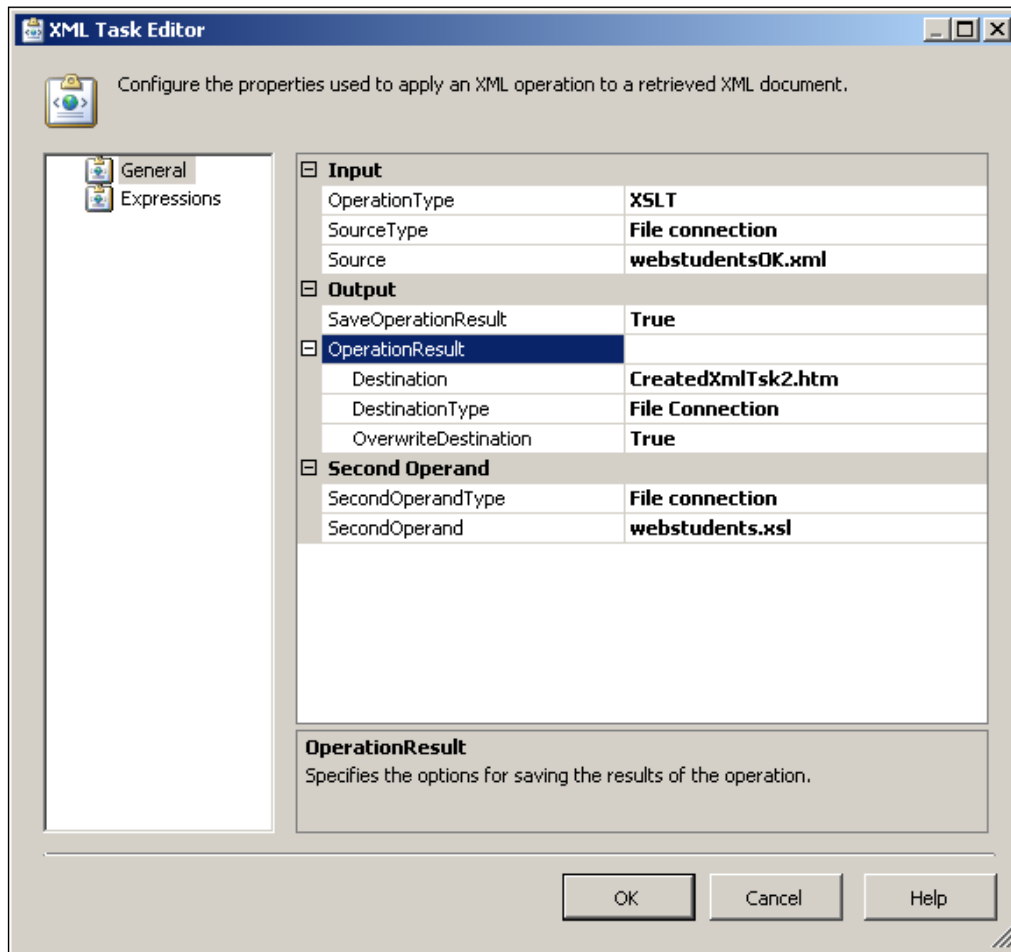 XML Task Editor
Configure the properties used to apply an XML operation to a retrieved XML document.
General
Expressions
Input
OperationType XSLT
SourceType File connection
Source webstudentsOK.xml
Output
SaveOperationResult True
OperationResult
Destination CreatedXmlTsk2.htm
DestinationType File Connection
OverwriteDestination True
Second Operand
SecondOperandType File connection
SecondOperand webstudents.xsl
OperationResult
Specifies the options for saving the results of the operation.
OK Cancel Help